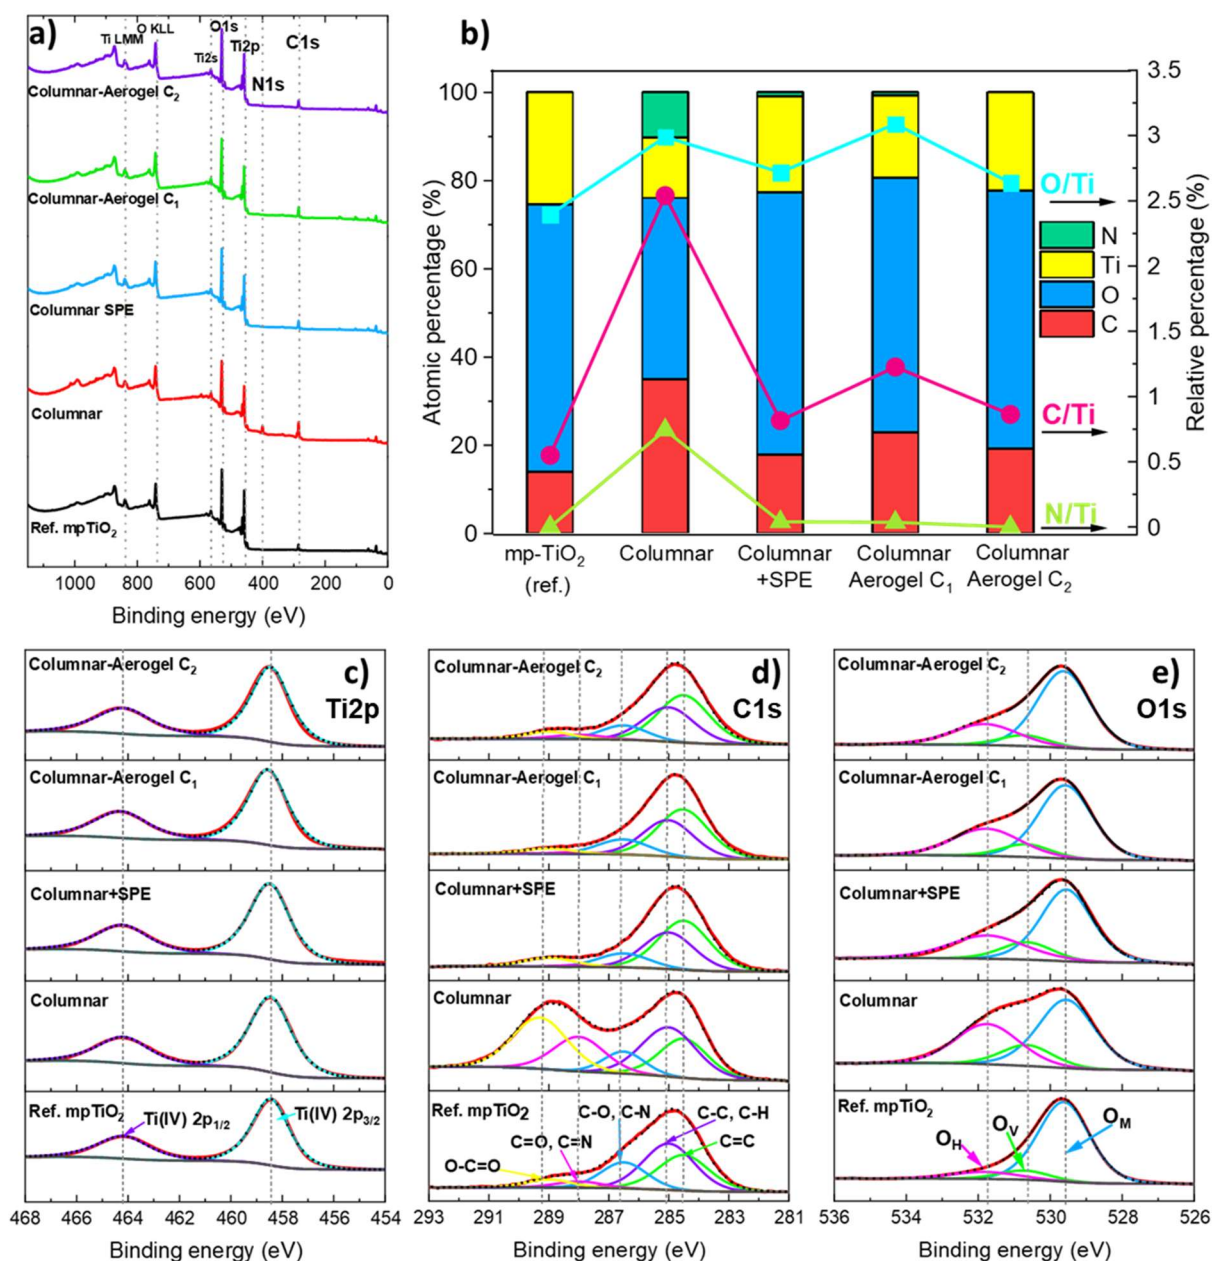 a)
Ti LMM
O KLL
O1s
Ti2s
Ti2p
N1s
C1s
Columnar-Aerogel C₂
Columnar-Aerogel C₁
Columnar SPE
Columnar
Ref. mpTiO₂
1000 800 600 400 200 0
Binding energy (eV)
b)
100
80
60
40
20
0
Atomic percentage (%)
3.5
3
2.5
2
1.5
1
0.5
0
Relative percentage (%)
O/Ti
N
Ti
O
C
C/Ti
N/Ti
mp-TiO₂ (ref.)
Columnar
Columnar +SPE
Columnar Aerogel C₁
Columnar Aerogel C₂
c)
Ti2p
Columnar-Aerogel C₂
Columnar-Aerogel C₁
Columnar+SPE
Columnar
Ref. mpTiO₂
Ti(IV) 2p₁/₂
Ti(IV) 2p₃/₂
468 466 464 462 460 458 456 454
Binding energy (eV)
d)
C1s
Columnar-Aerogel C₂
Columnar-Aerogel C₁
Columnar+SPE
Columnar
Ref. mpTiO2
C-O, C-N
C-C, C-H
C=O, C=N
C=C
O-C=O
293 291 289 287 285 283 281
Binding energy (eV)
e)
O1s
Columnar-Aerogel C₂
Columnar-Aerogel C₁
Columnar+SPE
Columnar
Ref. mpTiO₂
O_H
O_V
O_M
536 534 532 530 528 526
Binding energy (eV)